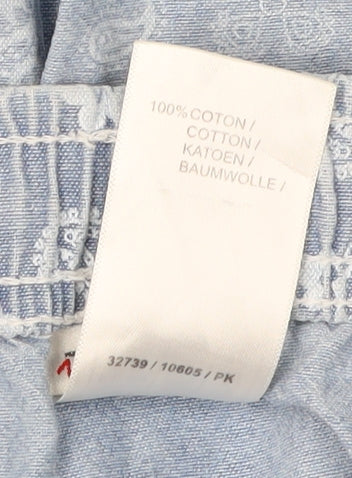 100% COTON /
COTTON /
KATOEN /
BAUMWOLLE /
32739 / 10605 / PK